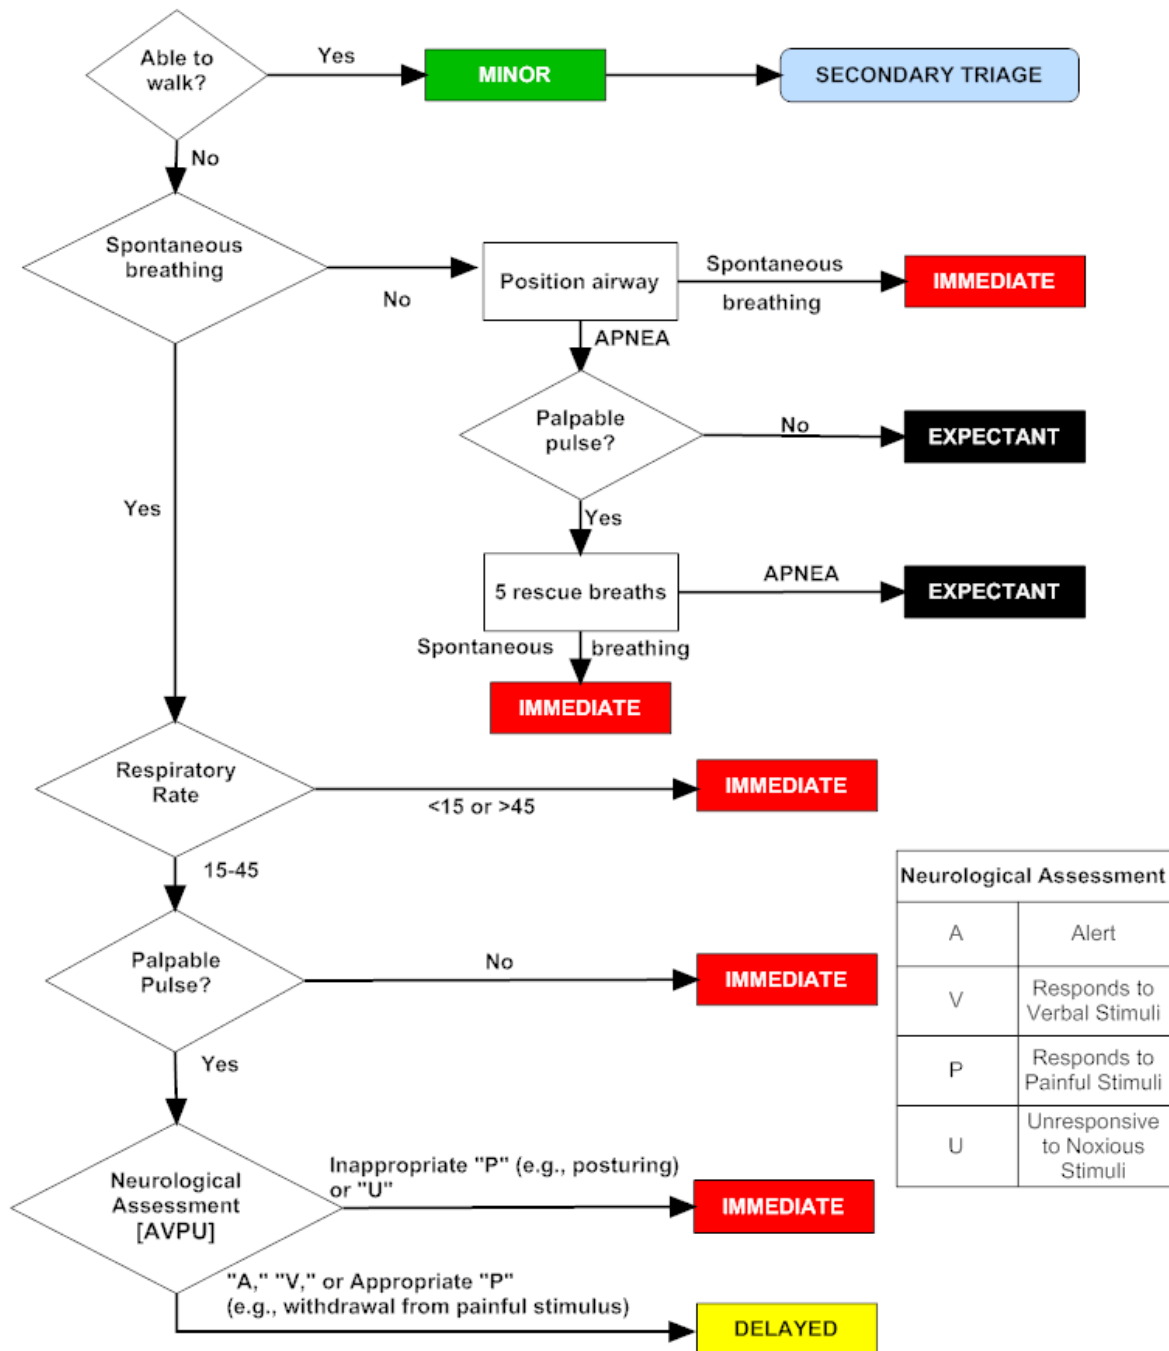 Able to
walk?
Yes
MINOR
SECONDARY TRIAGE
No
Spontaneous
breathing
No
Position airway
Spontaneous
breathing
IMMEDIATE
APNEA
Palpable
pulse?
No
EXPECTANT
Yes
Yes
5 rescue breaths
APNEA
EXPECTANT
Spontaneous breathing
IMMEDIATE
Respiratory
Rate
<15 or >45
IMMEDIATE
15-45
Palpable
Pulse?
No
IMMEDIATE
Yes
Neurological
Assessment
[AVPU]
Inappropriate "P" (e.g., posturing)
or "U"
IMMEDIATE
"A," "V," or Appropriate "P"
(e.g., withdrawal from painful stimulus)
DELAYED
Neurological Assessment
A
Alert
V
Responds to
Verbal Stimuli
P
Responds to
Painful Stimuli
U
Unresponsive
to Noxious
Stimuli